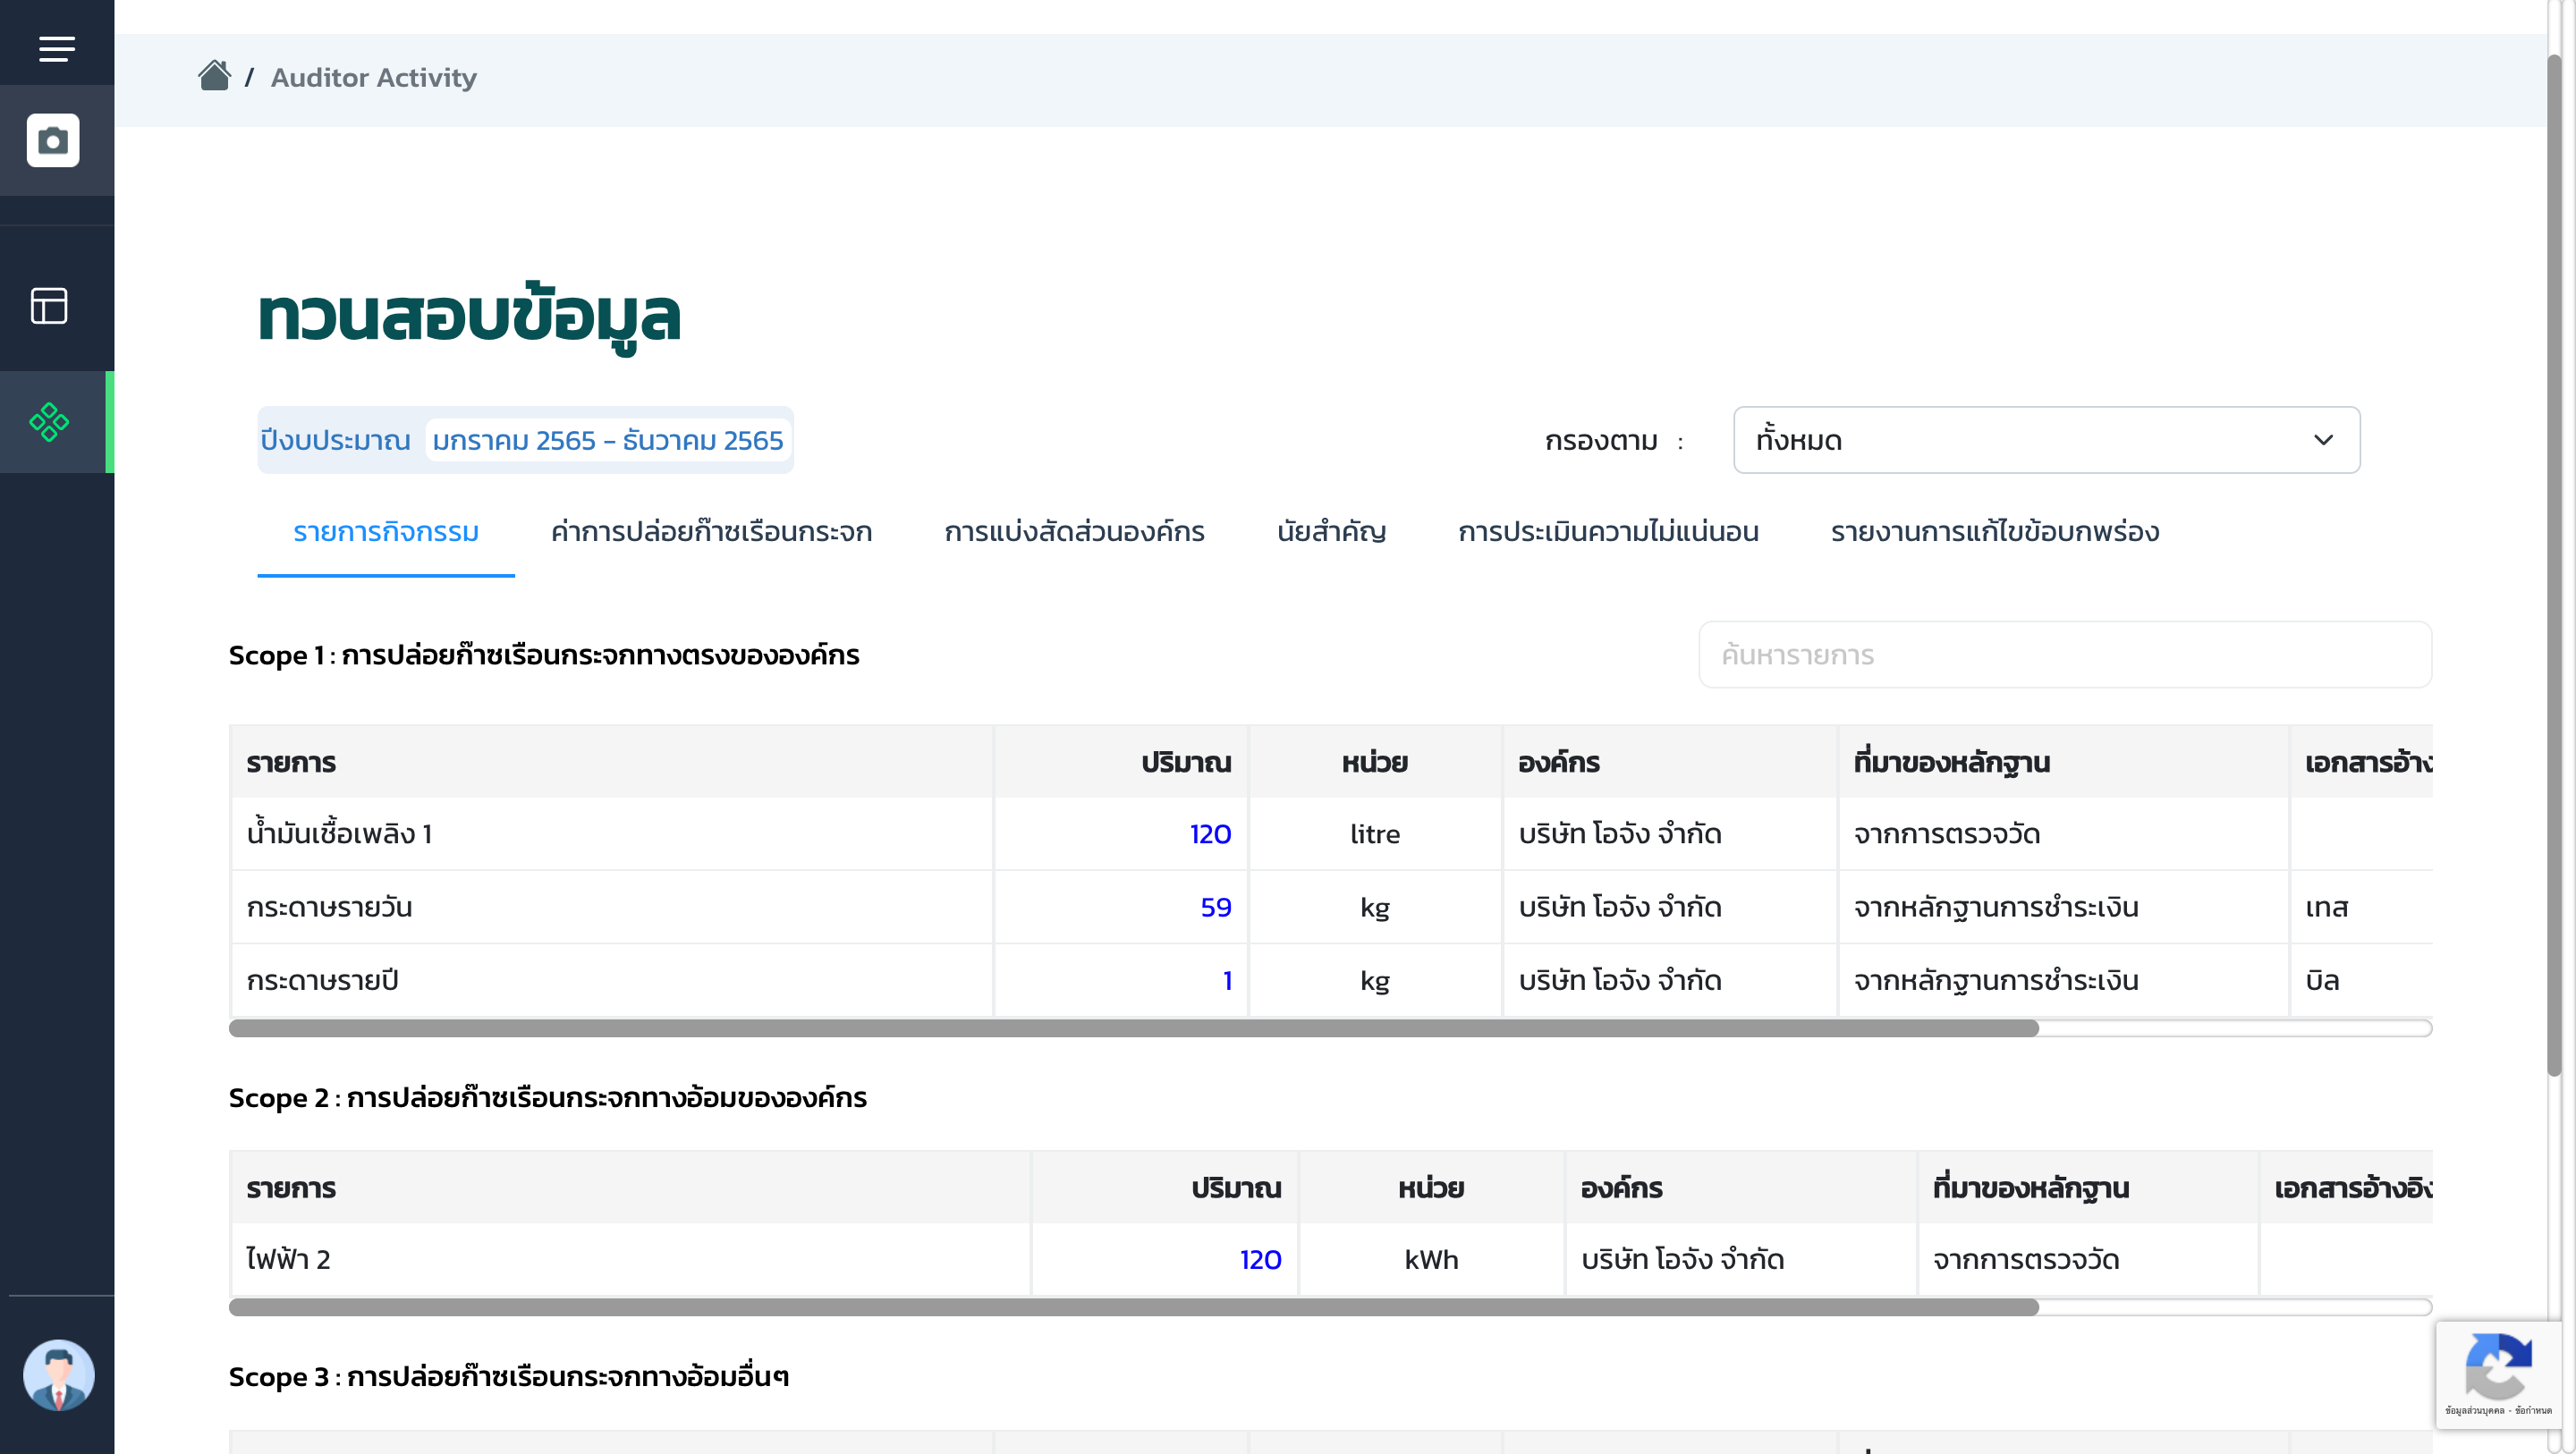 / Auditor Activity
ทวนสอบข้อมูล
ปีงบประมาณ มกราคม 2565 - ธันวาคม 2565
กรองตาม : ทั้งหมด
รายการกิจกรรม ค่าการปล่อยก๊าซเรือนกระจก การแบ่งสัดส่วนองค์กร นัยสำคัญ การประเมินความไม่แน่นอน รายงานการแก้ไขข้อบกพร่อง
Scope 1 : การปล่อยก๊าซเรือนกระจกทางตรงขององค์กร
ค้นหารายการ
รายการ ปริมาณ หน่วย องค์กร ที่มาของหลักฐาน เอกสารอ้าง
น้ำมันเชื้อเพลิง 1 120 litre บริษัท โอจัง จำกัด จากการตรวจวัด
กระดาษรายวัน 59 kg บริษัท โอจัง จำกัด จากหลักฐานการชำระเงิน เทส
กระดาษรายปี 1 kg บริษัท โอจัง จำกัด จากหลักฐานการชำระเงิน บิล
Scope 2 : การปล่อยก๊าซเรือนกระจกทางอ้อมขององค์กร
รายการ ปริมาณ หน่วย องค์กร ที่มาของหลักฐาน เอกสารอ้างอิง
ไฟฟ้า 2 120 kWh บริษัท โอจัง จำกัด จากการตรวจวัด
Scope 3 : การปล่อยก๊าซเรือนกระจกทางอ้อมอื่นๆ
ข้อมูลส่วนบุคคล - ข้อกำหนด